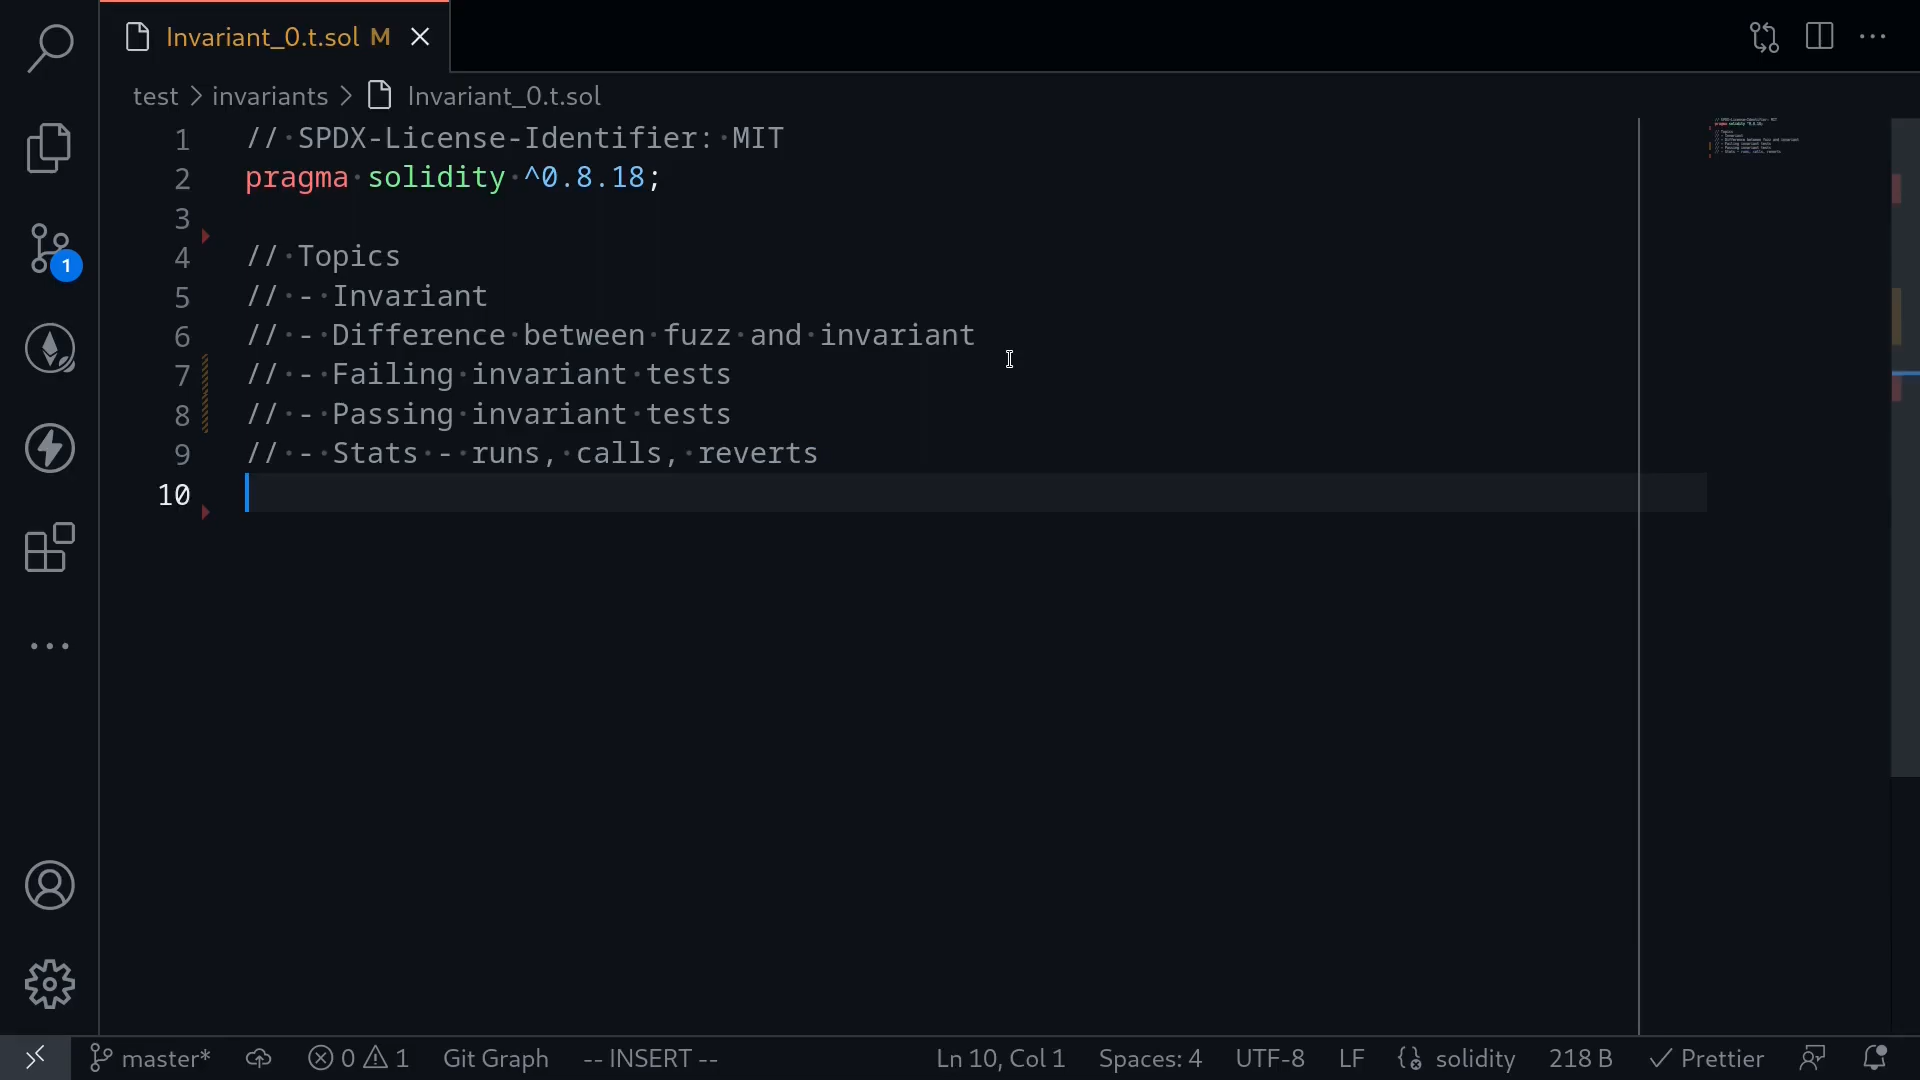 Invariant_0.t.sol M
test > invariants > Invariant_0.t.sol
1 // SPDX-License-Identifier: MIT
2 pragma solidity ^0.8.18;
3
4 // Topics
5 // - Invariant
6 // - Difference between fuzz and invariant
7 // - Failing invariant tests
8 // - Passing invariant tests
9 // - Stats - runs, calls, reverts
10
1
master* 0 1 Git Graph -- INSERT -- Ln 10, Col 1 Spaces: 4 UTF-8 LF solidity 218 B Prettier